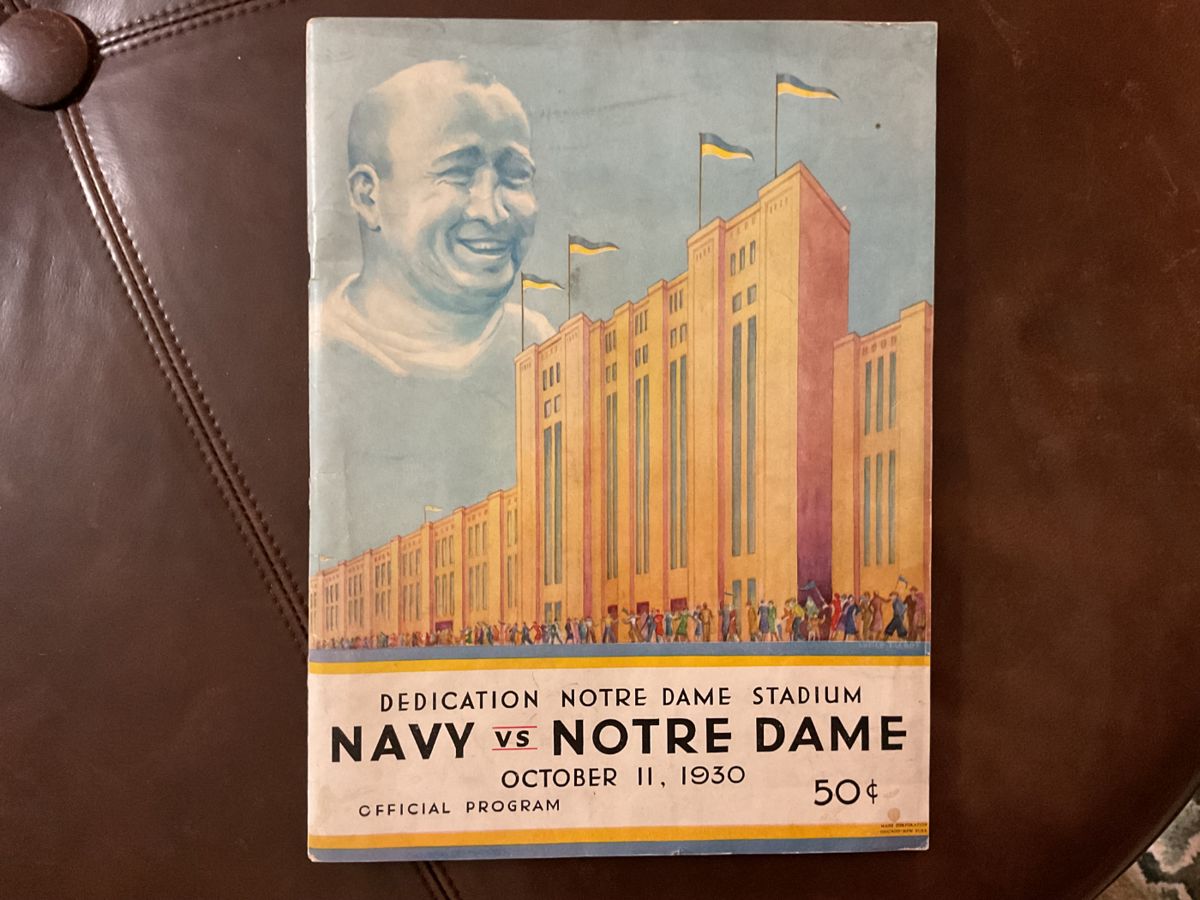 DEDICATION NOTRE DAME STADIUM
NAVY VS NOTRE DAME
OCTOBER 11, 1930
50¢
OFFICIAL PROGRAM